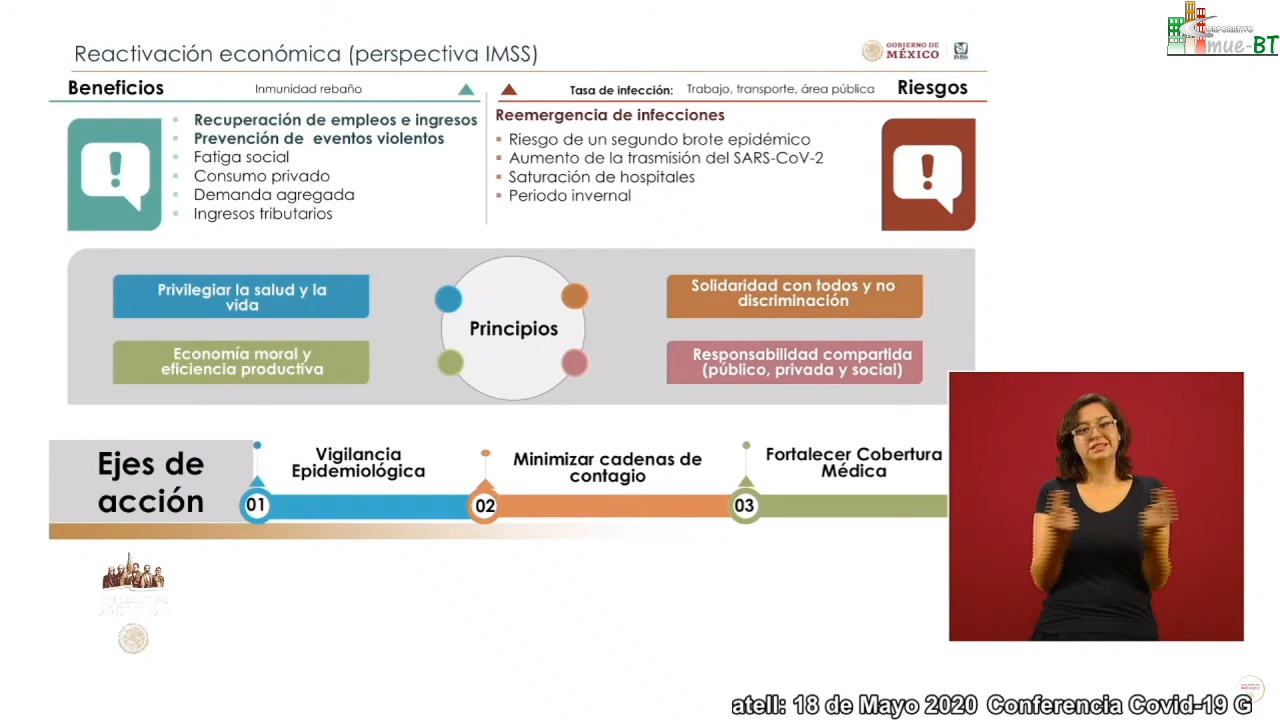 Reactivación económica (perspectiva IMSS)
GOBIERNO DE
MÉXICO
IMSS
CORPORATIVO
mue-BT
Beneficios
Inmunidad rebaño
Tasa de infección: Trabajo, transporte, área pública
Riesgos
Recuperación de empleos e ingresos
Prevención de eventos violentos
Fatiga social
Consumo privado
Demanda agregada
Ingresos tributarios
Reemergencia de infecciones
Riesgo de un segundo brote epidémico
Aumento de la trasmisión del SARS-CoV-2
Saturación de hospitales
Periodo invernal
Privilegiar la salud y la
vida
Economía moral y
eficiencia productiva
Principios
Solidaridad con todos y no
discriminación
Responsabilidad compartida
(público, privada y social)
Ejes de
acción
Vigilancia
Epidemiológica
Minimizar cadenas de
contagio
Fortalecer Cobertura
Médica
01
02
03
atell: 18 de Mayo 2020 Conferencia Covid-19 G